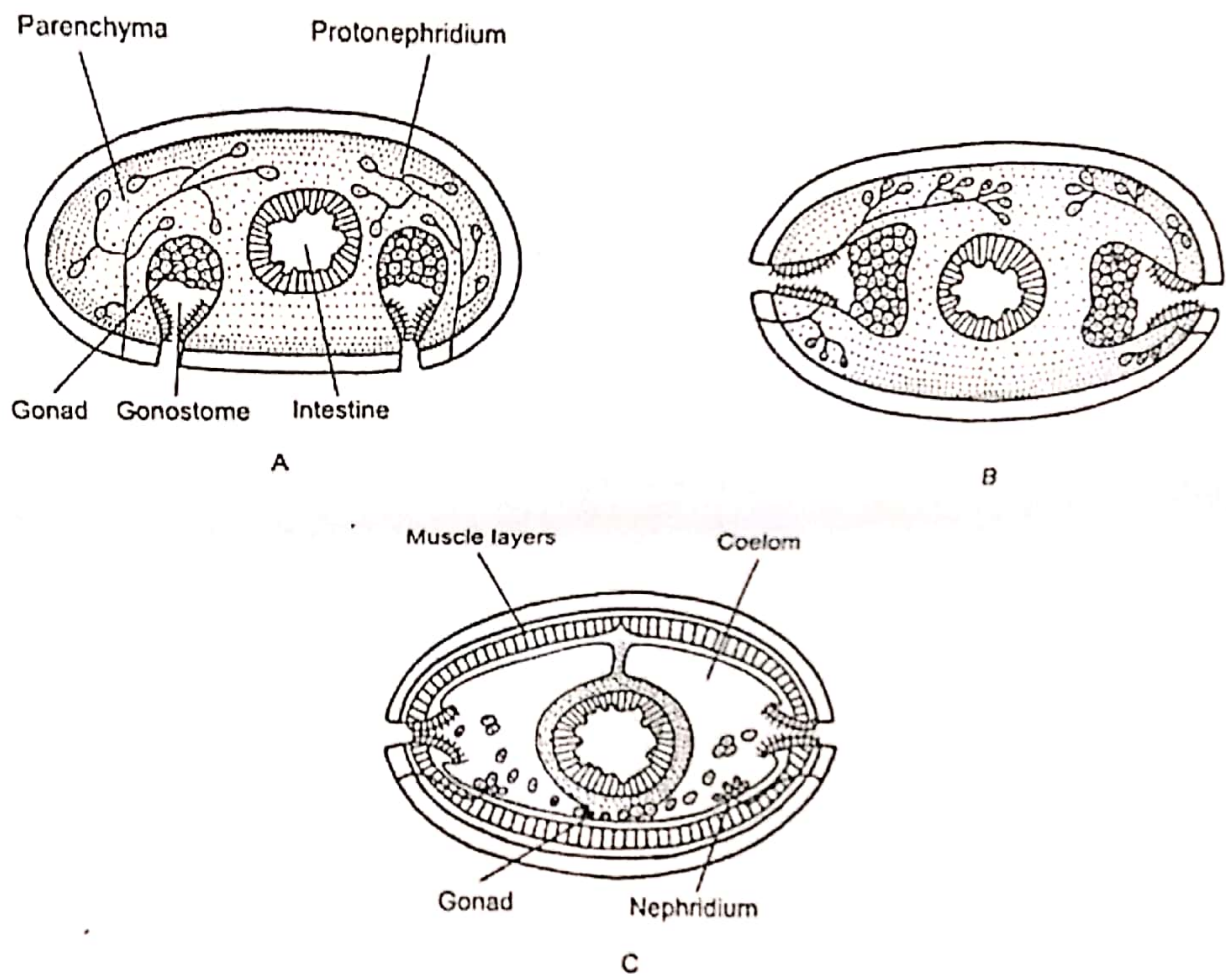 Parenchyma
Protonephridium
Gonad Gonostome Intestine
A
B
Muscle layers
Coelom
Gonad
Nephridium
C